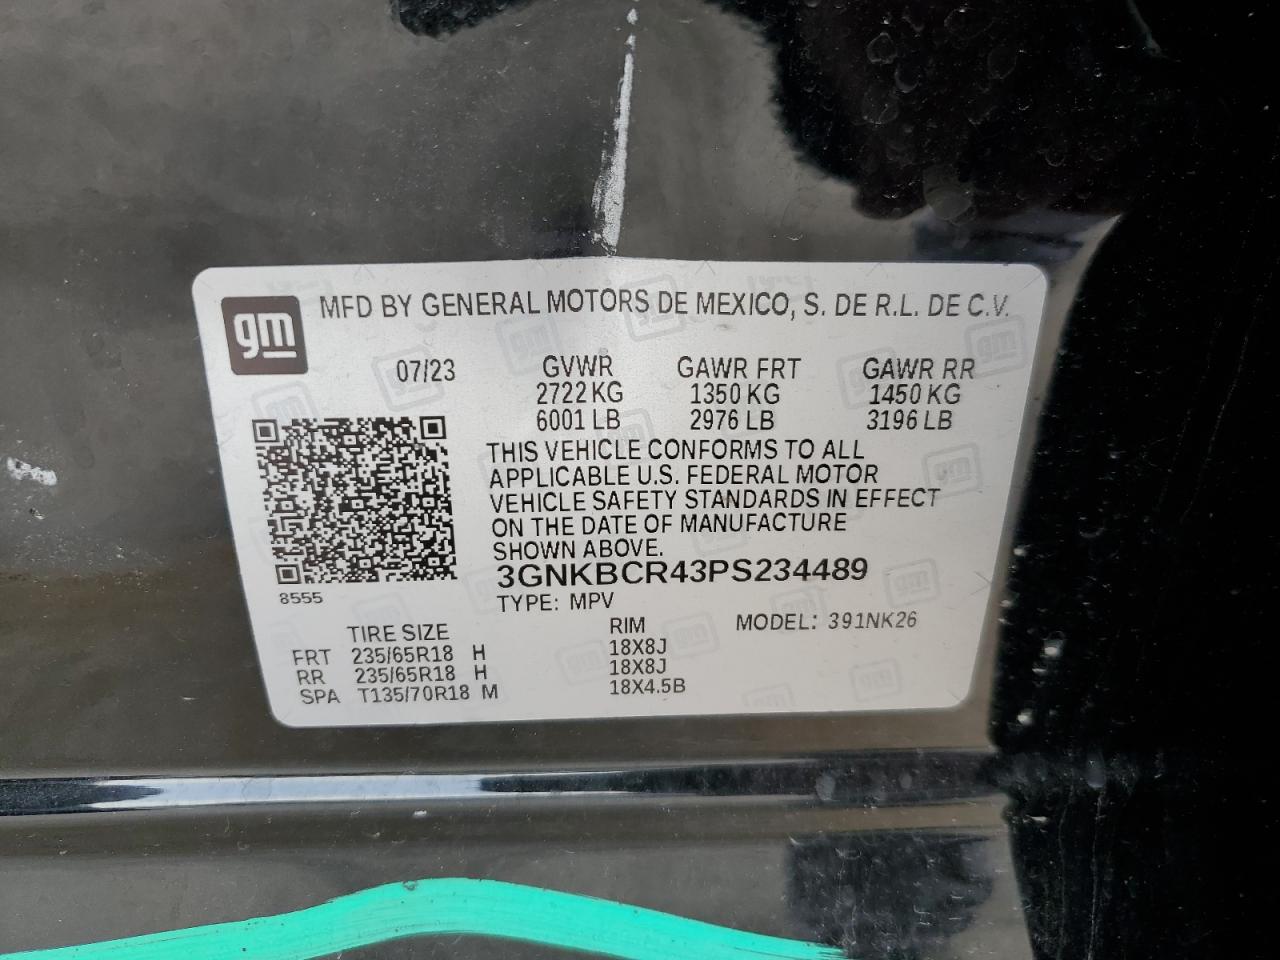 gm MFD BY GENERAL MOTORS DE MEXICO, S. DE R.L. DE C.V.
07/23 GVWR GAWR FRT GAWR RR
2722 KG 1350 KG 1450 KG
6001 LB 2976 LB 3196 LB
THIS VEHICLE CONFORMS TO ALL
APPLICABLE U.S. FEDERAL MOTOR
VEHICLE SAFETY STANDARDS IN EFFECT
ON THE DATE OF MANUFACTURE
SHOWN ABOVE.
3GNKBCR43PS234489
8555
TYPE: MPV
TIRE SIZE RIM MODEL: 391NK26
FRT 235/65R18 H 18X8J
RR 235/65R18 H 18X8J
SPA T135/70R18 M 18X4.5B